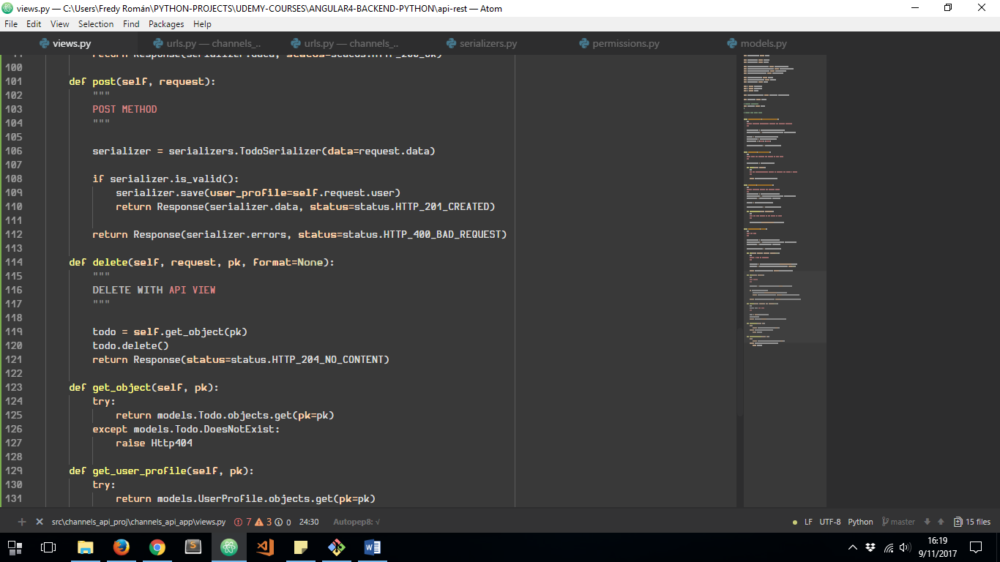 views.py — C:\Users\Fredy Román\PYTHON-PROJECTS\UDEMY-COURSES\ANGULAR4-BACKEND-PYTHON\api-rest — Atom
File Edit View Selection Find Packages Help
views.py urls.py — channels_.. urls.py — channels_.. serializers.py permissions.py models.py
return Response(serializer.data, status=status.HTTP_200_OK)
100
101 def post(self, request):
102 """
103 POST METHOD
104 """
105
106 serializer = serializers.TodoSerializer(data=request.data)
107
108 if serializer.is_valid():
109 serializer.save(user_profile=self.request.user)
110 return Response(serializer.data, status=status.HTTP_201_CREATED)
111
112 return Response(serializer.errors, status=status.HTTP_400_BAD_REQUEST)
113
114 def delete(self, request, pk, format=None):
115 """
116 DELETE WITH API VIEW
117 """
118
119 todo = self.get_object(pk)
120 todo.delete()
121 return Response(status=status.HTTP_204_NO_CONTENT)
122
123 def get_object(self, pk):
124 try:
125 return models.Todo.objects.get(pk=pk)
126 except models.Todo.DoesNotExist:
127 raise Http404
128
129 def get_user_profile(self, pk):
130 try:
131 return models.UserProfile.objects.get(pk=pk)
src\channels_api_proj\channels_api_app\views.py 7 3 0 24:30 Autopep8: √ LF UTF-8 Python master 15 files
16:19
9/11/2017